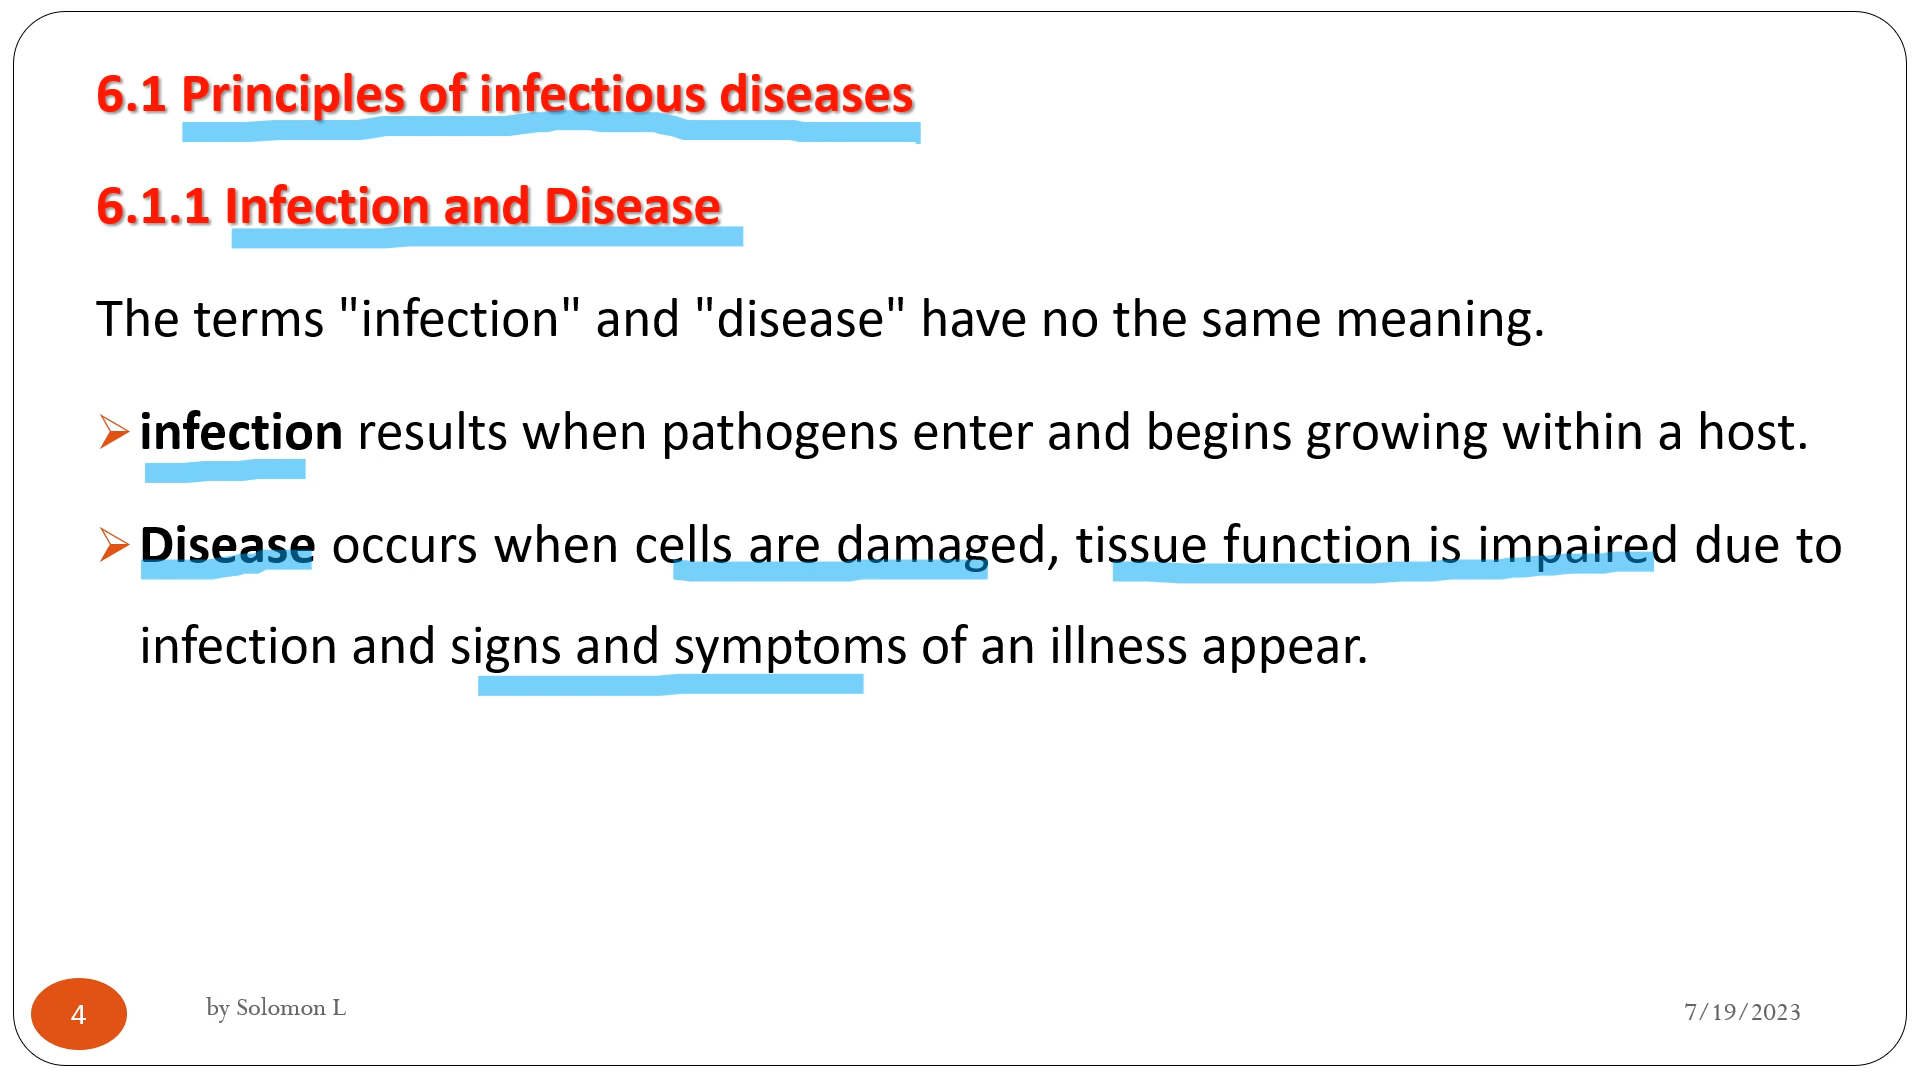 6.1 Principles of infectious diseases
6.1.1 Infection and Disease
The terms "infection" and "disease" have no the same meaning.
infection results when pathogens enter and begins growing within a host.
Disease occurs when cells are damaged, tissue function is impaired due to
infection and signs and symptoms of an illness appear.
4
by Solomon L
7/19/2023